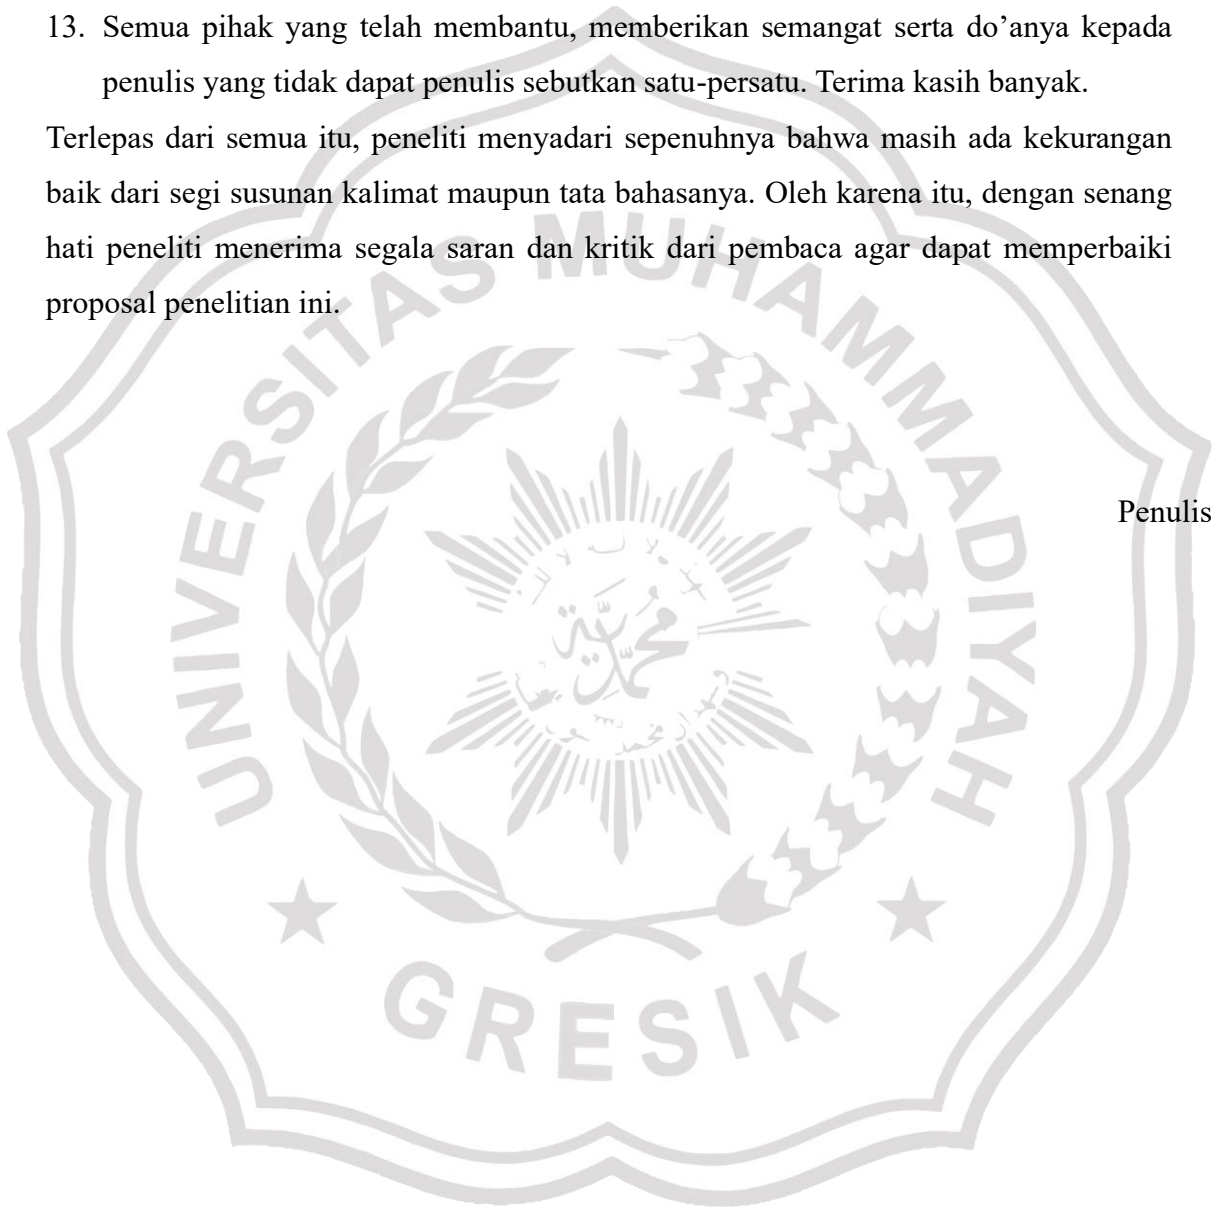 13. Semua pihak yang telah membantu, memberikan semangat serta do’anya kepada
penulis yang tidak dapat penulis sebutkan satu-persatu. Terima kasih banyak.
Terlepas dari semua itu, peneliti menyadari sepenuhnya bahwa masih ada kekurangan
baik dari segi susunan kalimat maupun tata bahasanya. Oleh karena itu, dengan senang
hati peneliti menerima segala saran dan kritik dari pembaca agar dapat memperbaiki
proposal penelitian ini.
Penulis
UNIVERSITAS MUHAMMADIYAH
محمدية
GRESIK